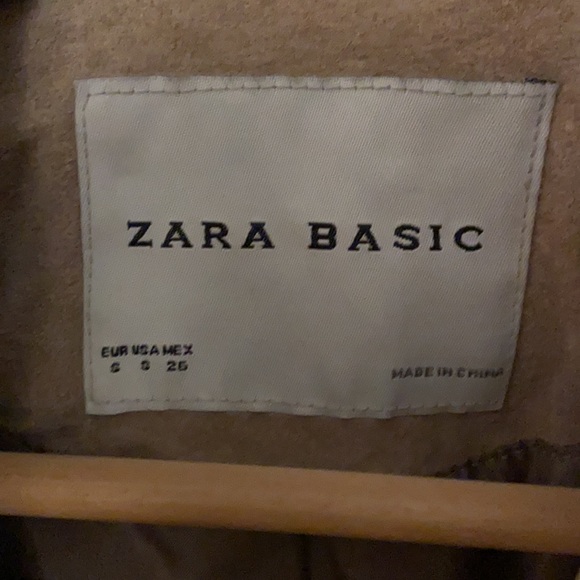 ZARA BASIC
EUR USA MEX
S S 26
MADE IN CHINA